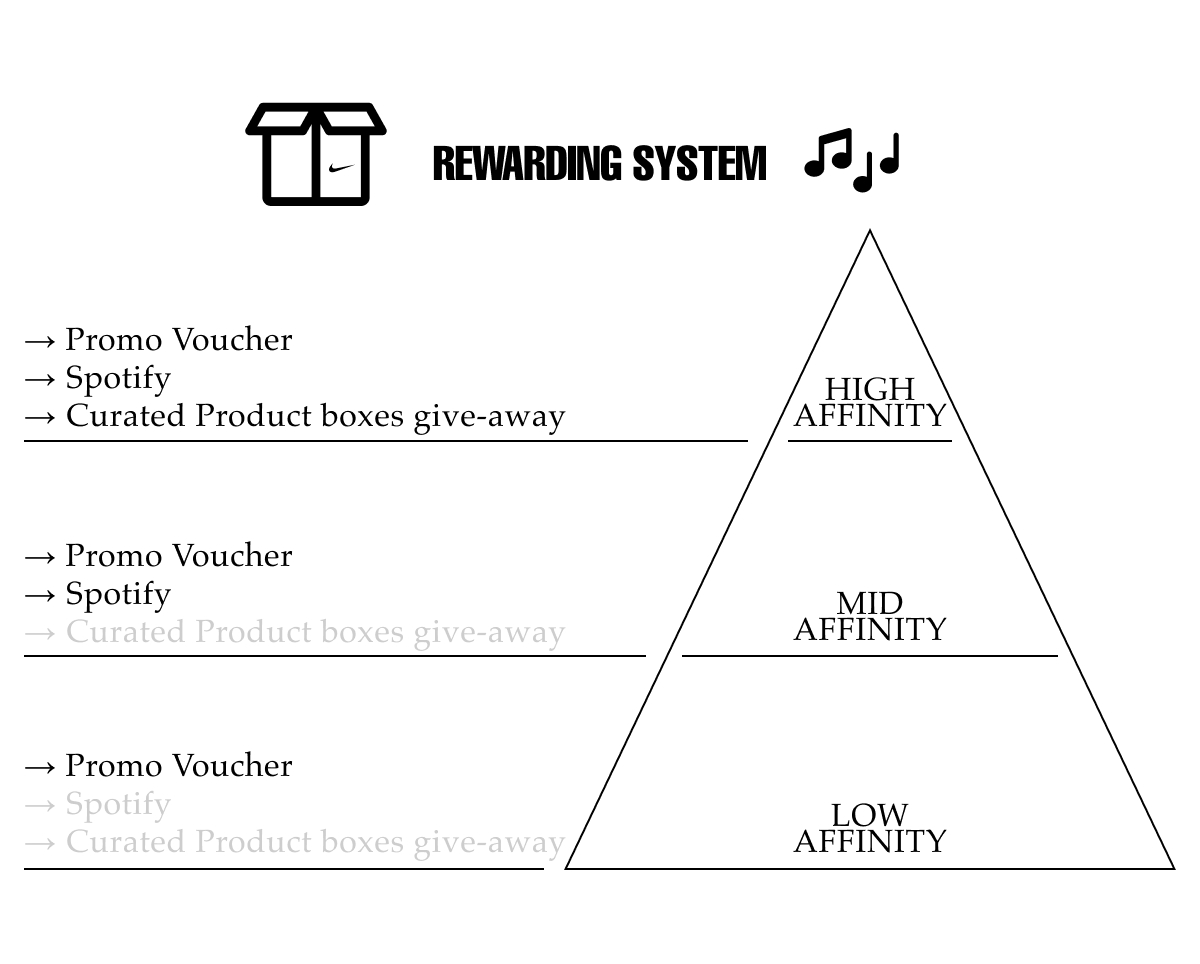 REWARDING SYSTEM
→ Promo Voucher
→ Spotify
→ Curated Product boxes give-away
HIGH
AFFINITY
→ Promo Voucher
→ Spotify
→ Curated Product boxes give-away
MID
AFFINITY
→ Promo Voucher
→ Spotify
→ Curated Product boxes give-away
LOW
AFFINITY